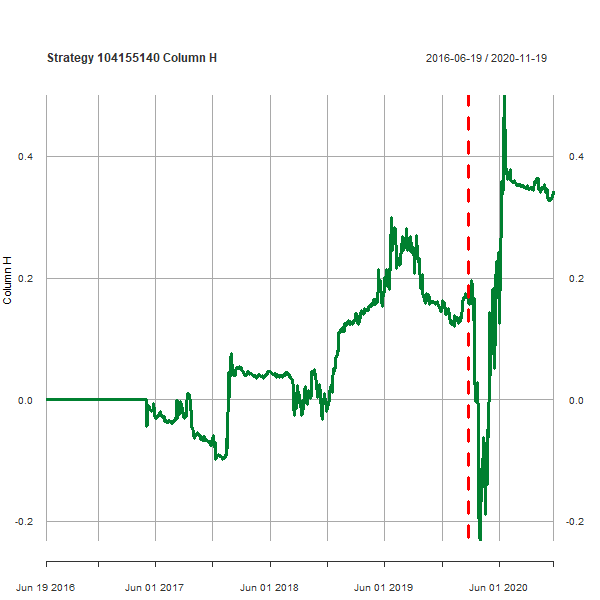 Strategy 104155140 Column H
2016-06-19 / 2020-11-19
0.4
0.4
0.2
0.2
Column H
0.0
0.0
-0.2
-0.2
Jun 19 2016
Jun 01 2017
Jun 01 2018
Jun 01 2019
Jun 01 2020